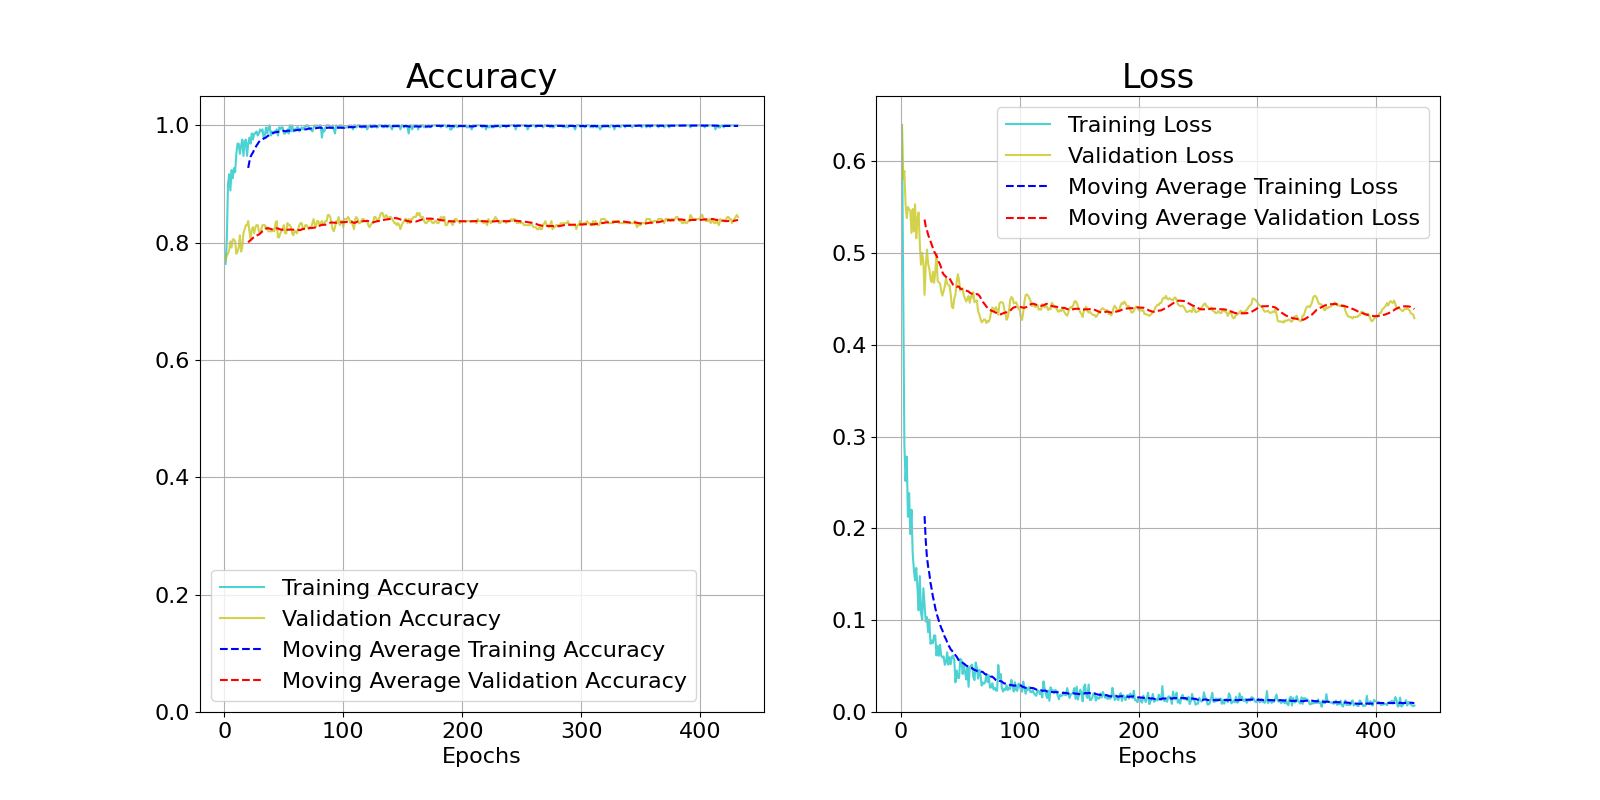 Accuracy
1.0
0.8
0.6
0.4
0.2
0.0
Training Accuracy
Validation Accuracy
Moving Average Training Accuracy
Moving Average Validation Accuracy
0 100 200 300 400
Epochs
Loss
0.6
0.5
0.4
0.3
0.2
0.1
0.0
Training Loss
Validation Loss
Moving Average Training Loss
Moving Average Validation Loss
0 100 200 300 400
Epochs